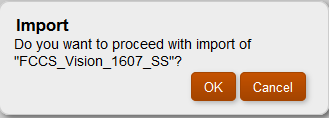 Import
Do you want to proceed with import of
"FCCS_Vision_1607_SS"?
OK Cancel